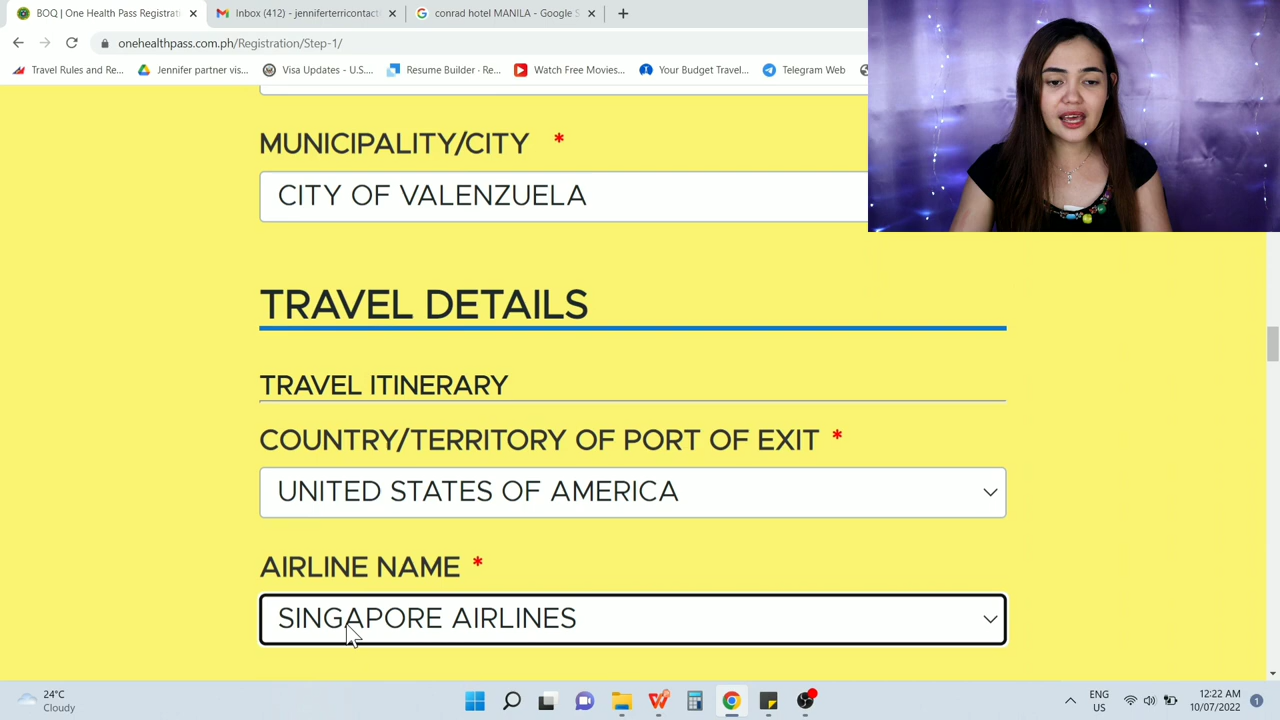 BOQ | One Health Pass Registrati
Inbox (412) - jenniferterricontact
conrad hotel MANILA - Google S
onehealthpass.com.ph/Registration/Step-1/
Travel Rules and Re...
Jennifer partner vis...
Visa Updates - U.S....
Resume Builder · Re...
Watch Free Movies...
Your Budget Travel...
Telegram Web
MUNICIPALITY/CITY *
CITY OF VALENZUELA
TRAVEL DETAILS
TRAVEL ITINERARY
COUNTRY/TERRITORY OF PORT OF EXIT *
UNITED STATES OF AMERICA
AIRLINE NAME *
SINGAPORE AIRLINES
24°C
Cloudy
ENG
US
12:22 AM
10/07/2022
1